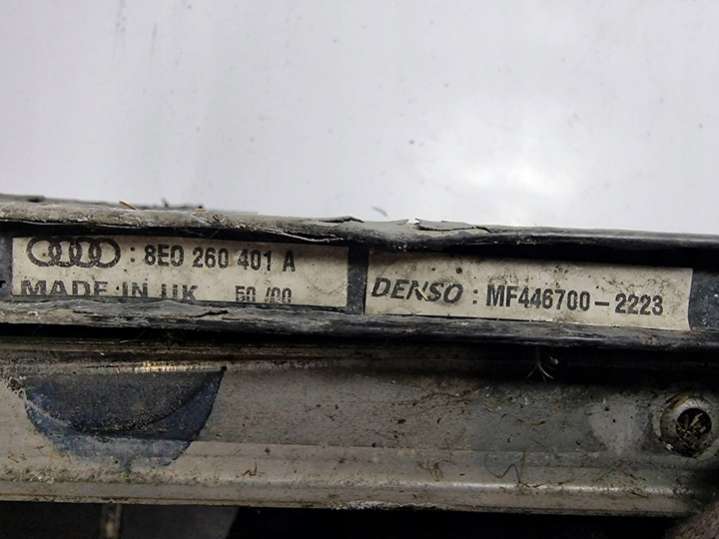 : 8E0 260 401 A
MADE IN UK 50/00
DENSO : MF446700-2223